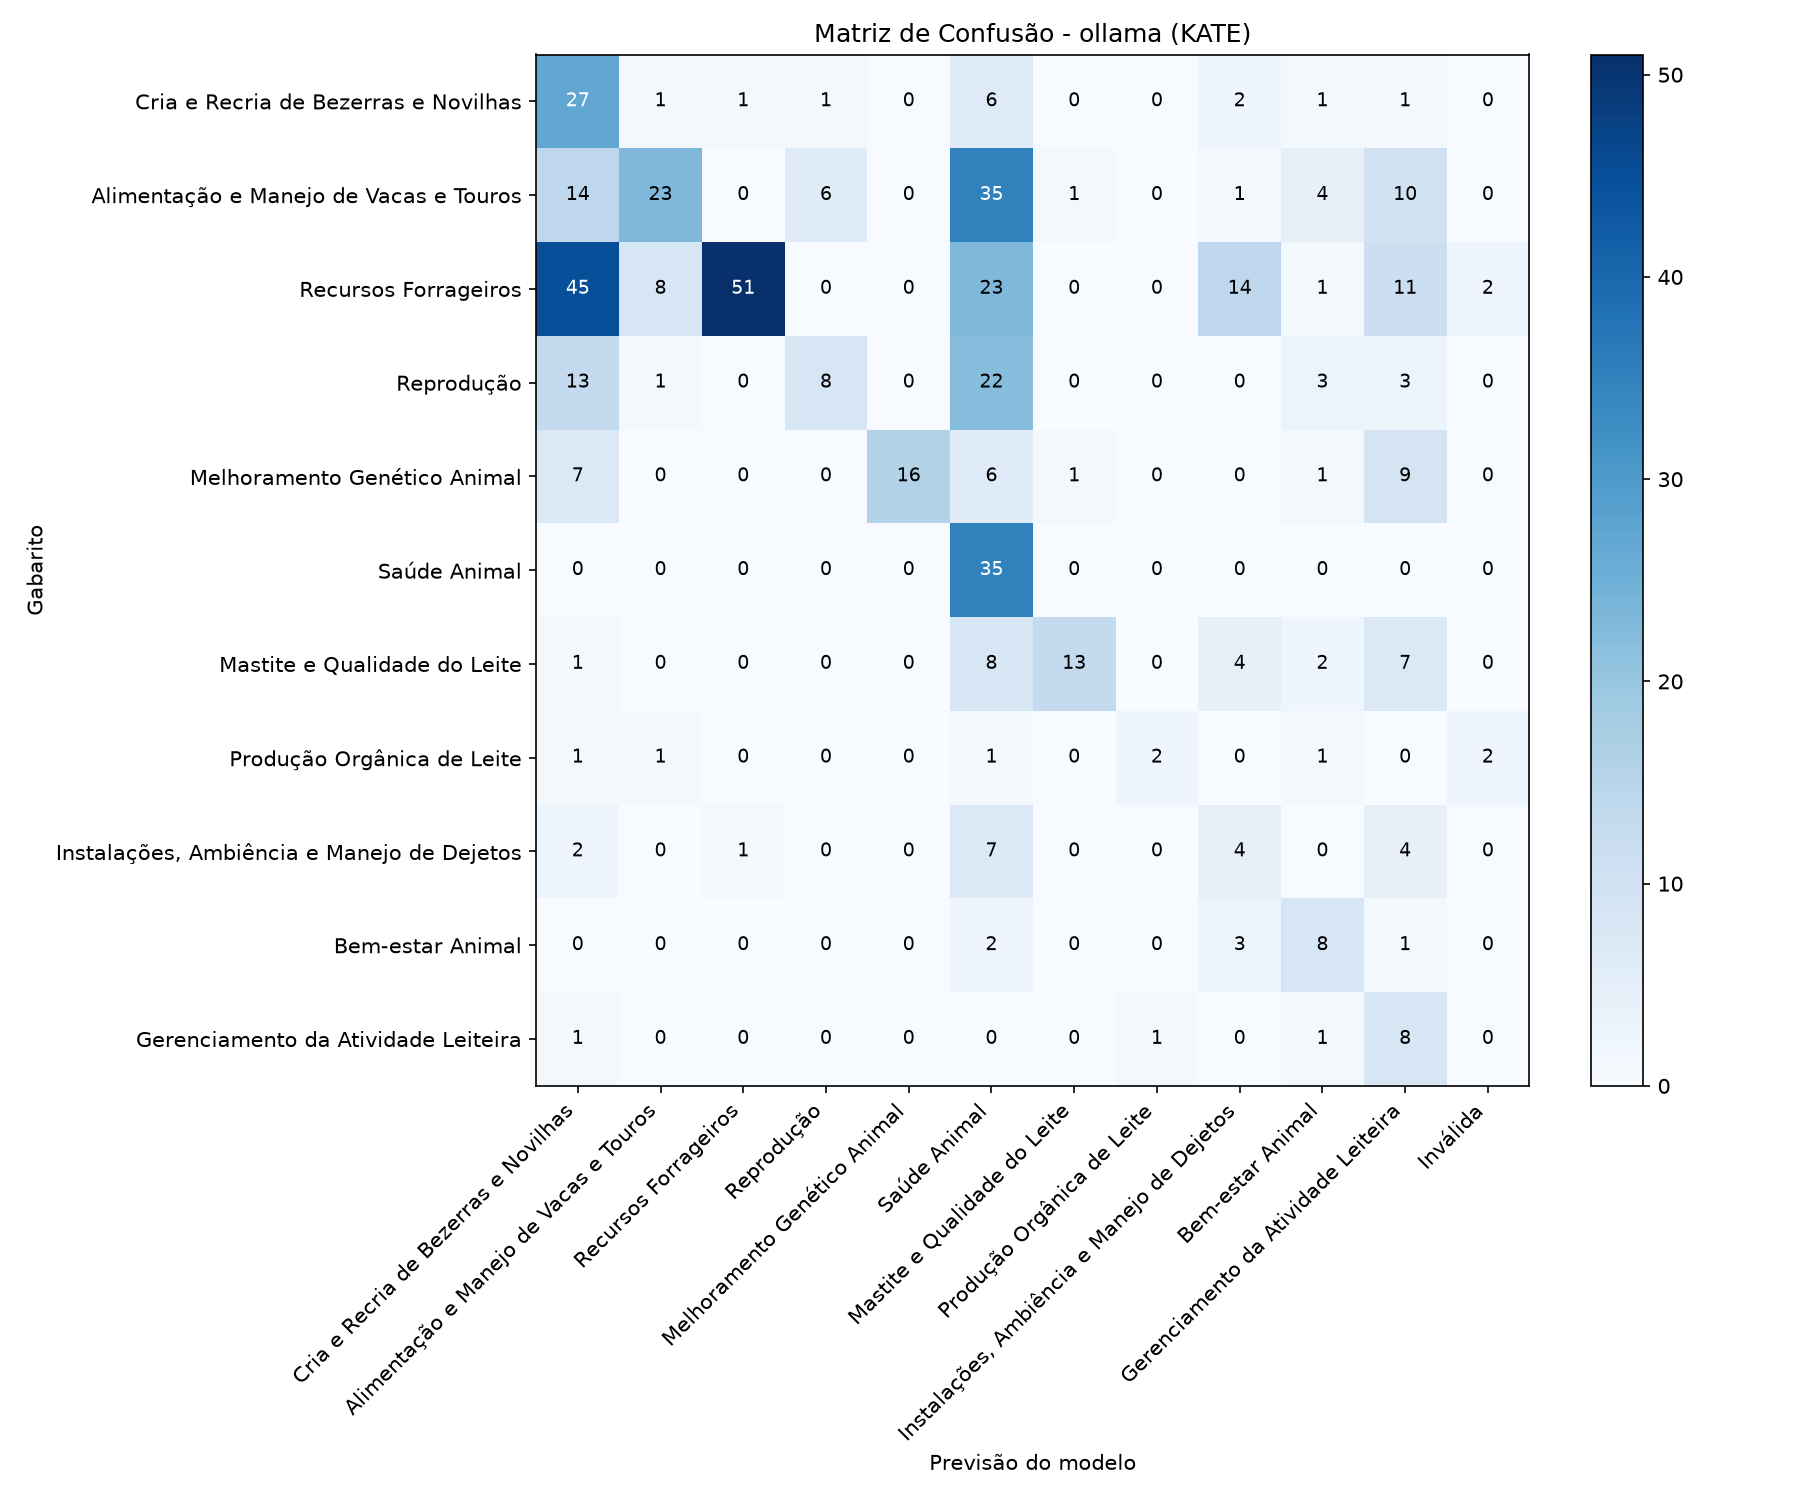 Matriz de Confusão - ollama (KATE)
Cria e Recria de Bezerras e Novilhas 27 1 1 1 0 6 0 0 2 1 1 0
Alimentação e Manejo de Vacas e Touros 14 23 0 6 0 35 1 0 1 4 10 0
Recursos Forrageiros 45 8 51 0 0 23 0 0 14 1 11 2
Reprodução 13 1 0 8 0 22 0 0 0 3 3 0
Melhoramento Genético Animal 7 0 0 0 16 6 1 0 0 1 9 0
Saúde Animal 0 0 0 0 0 35 0 0 0 0 0 0
Mastite e Qualidade do Leite 1 0 0 0 0 8 13 0 4 2 7 0
Produção Orgânica de Leite 1 1 0 0 0 1 0 2 0 1 0 2
Instalações, Ambiência e Manejo de Dejetos 2 0 1 0 0 7 0 0 4 0 4 0
Bem-estar Animal 0 0 0 0 0 2 0 0 3 8 1 0
Gerenciamento da Atividade Leiteira 1 0 0 0 0 0 0 1 0 1 8 0
Gabarito
Cria e Recria de Bezerras e Novilhas
Alimentação e Manejo de Vacas e Touros
Recursos Forrageiros
Reprodução
Melhoramento Genético Animal
Saúde Animal
Mastite e Qualidade do Leite
Produção Orgânica de Leite
Instalações, Ambiência e Manejo de Dejetos
Bem-estar Animal
Gerenciamento da Atividade Leiteira
Inválida
Previsão do modelo
50
40
30
20
10
0